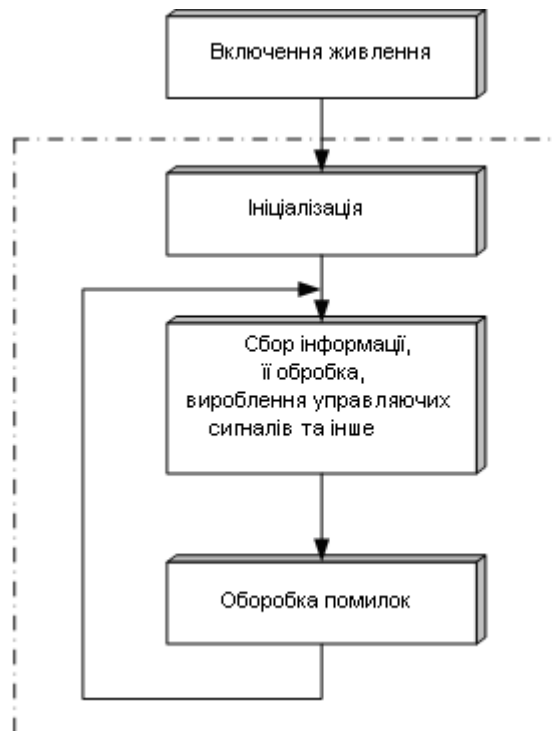 Включення живлення
Ініціалізація
Сбор інформації,
її обробка,
вироблення управляючих
сигналів та інше
Оборобка помилок